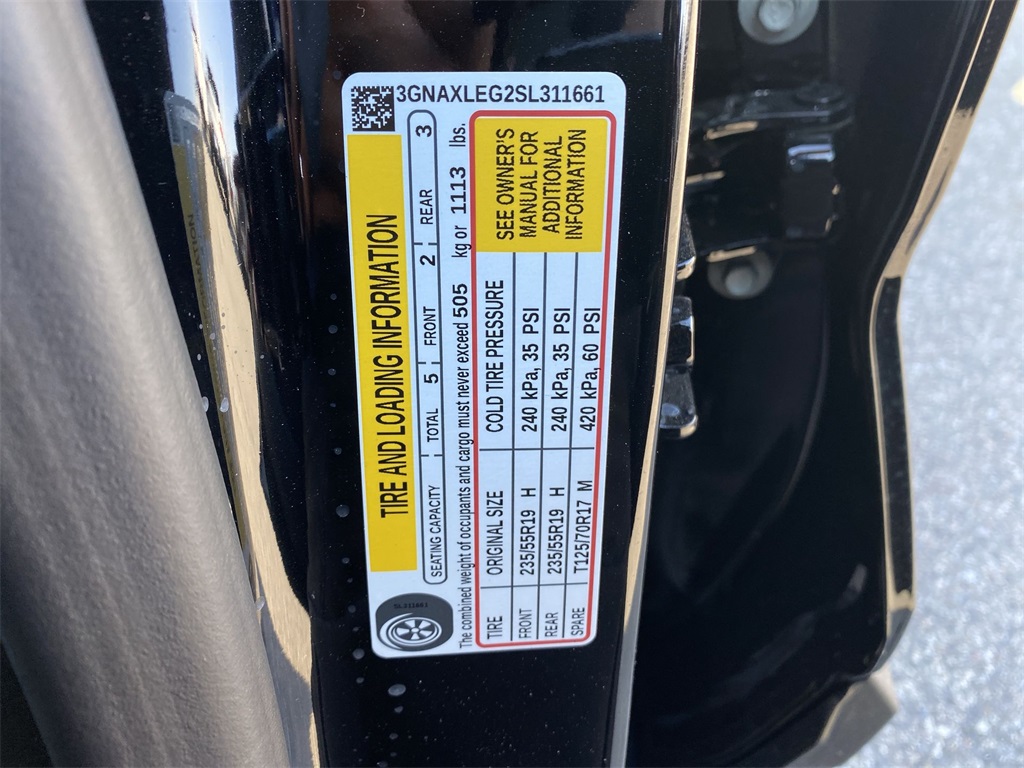 3GNAXLEG2SL311661
TIRE AND LOADING INFORMATION
SEATING CAPACITY TOTAL 5 FRONT 2 REAR 3
The combined weight of occupants and cargo must never exceed 505 kg or 1113 lbs.
TIRE ORIGINAL SIZE COLD TIRE PRESSURE
FRONT 235/55R19 H 240 kPa, 35 PSI
REAR 235/55R19 H 240 kPa, 35 PSI
SPARE T125/70R17 M 420 kPa, 60 PSI
SEE OWNER'S
MANUAL FOR
ADDITIONAL
INFORMATION